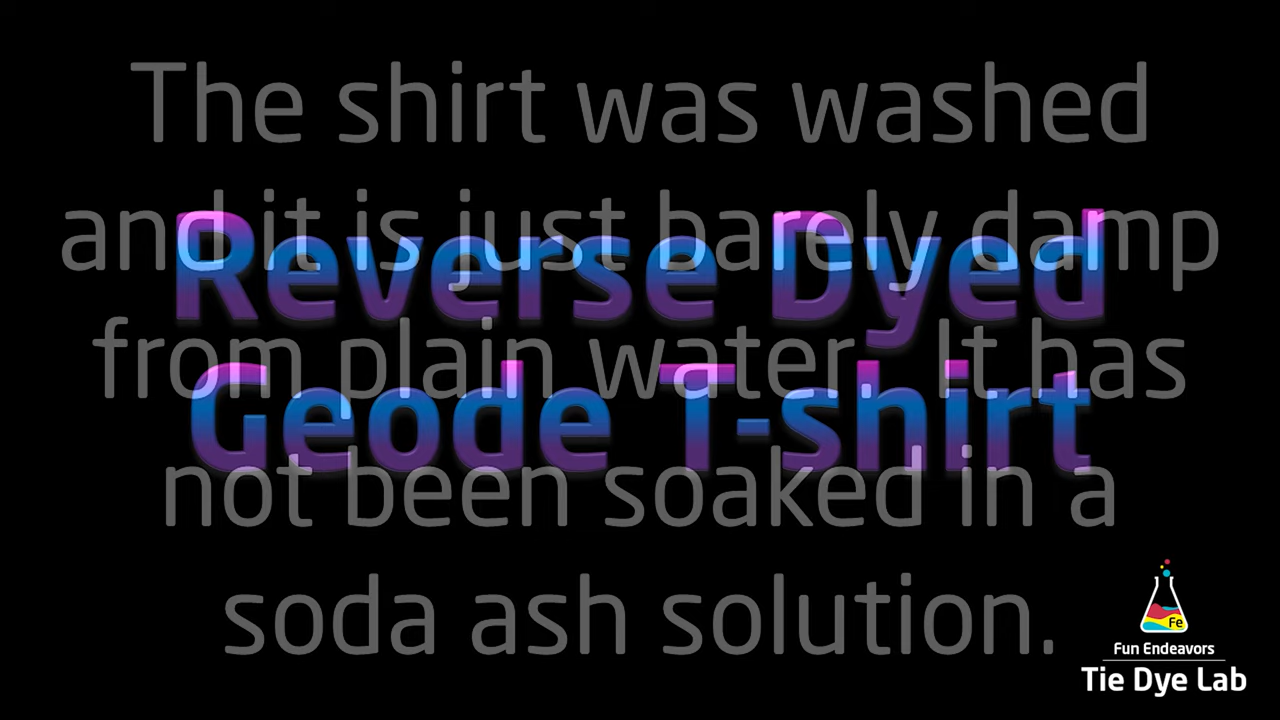 The shirt was washed
and it is just barely damp
from plain water. It has
not been soaked in a
soda ash solution.
Reverse Dyed
Geode T-shirt
Fe
Fun Endeavors
Tie Dye Lab